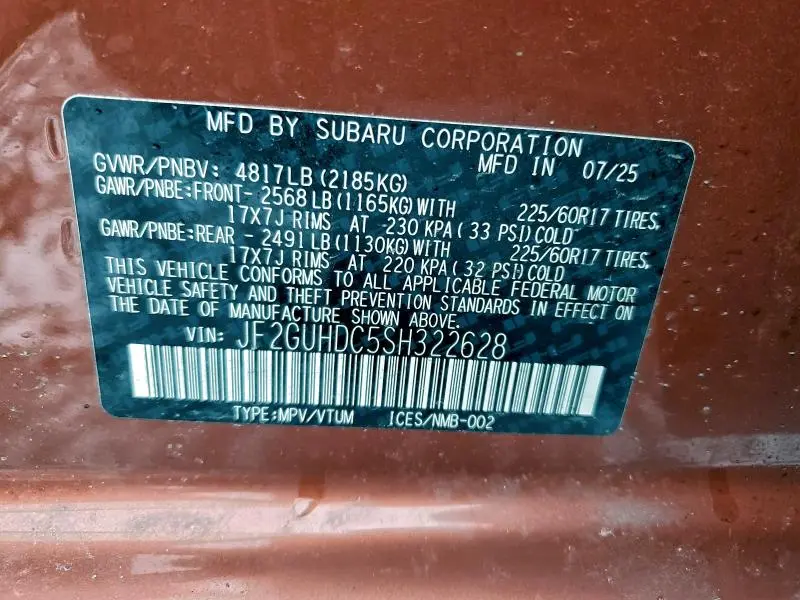 MFD BY SUBARU CORPORATION
MFD IN 07/25
GVWR/PNBV: 4817LB (2185KG)
GAWR/PNBE:FRONT- 2568LB(1165KG)WITH 225/60R17 TIRES,
17X7J RIMS AT -230 KPA(33 PSI)COLD
GAWR/PNBE:REAR - 2491LB(1130KG)WITH 225/60R17 TIRES,
17X7J RIMS- AT 220 KPA(32 PSI)COLD
THIS VEHICLE CONFORMS TO ALL APPLICABLE FEDERAL MOTOR
VEHICLE SAFETY AND THEFT PREVENTION STANDARDS IN EFFECT ON
THE DATE OF MANUFACTURE SHOWN ABOVE.
VIN: JF2GUHDC5SH322628
TYPE:MPV/VTUM ICES/NMB-002